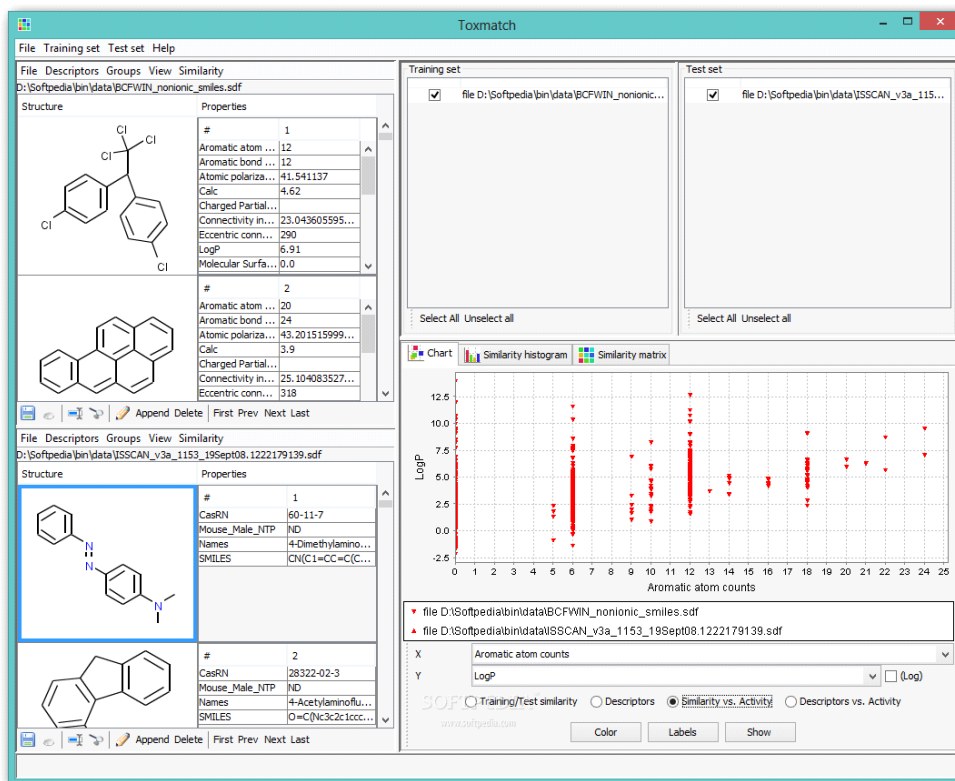 Toxmatch
File Training set Test set Help
File Descriptors Groups View Similarity
D:\Softpedia\bin\data\BCFWIN_nonionic_smiles.sdf
Structure Properties
Cl
Cl
Cl
Cl
Cl
# 1
Aromatic atom ... 12
Aromatic bond ... 12
Atomic polariza... 41.541137
Calc 4.62
Charged Partial...
Connectivity in... 23.043605595...
Eccentric conn... 290
LogP 6.91
Molecular Surfa... 0.0
# 2
Aromatic atom ... 20
Aromatic bond ... 24
Atomic polariza... 43.201515999...
Calc 3.9
Charged Partial...
Connectivity in... 25.104083527...
Eccentric conn... 318
Append Delete First Prev Next Last
File Descriptors Groups View Similarity
D:\Softpedia\bin\data\ISSCAN_v3a_1153_19Sept08.1222179139.sdf
Structure Properties
N
N
N
# 1
CasRN 60-11-7
Mouse_Male_NTP ND
Names 4-Dimethylamino...
SMILES CN(C1=CC=C(C...
# 2
CasRN 28322-02-3
Mouse_Male_NTP ND
Names 4-Acetylaminoflu...
SMILES O=C(Nc3c2c1ccc...
Append Delete First Prev Next Last
Training set
file D:\Softpedia\bin\data\BCFWIN_nonionic...
Select All Unselect all
Test set
file D:\Softpedia\bin\data\ISSCAN_v3a_115...
Select All Unselect all
Chart Similarity histogram Similarity matrix
LogP
12.5
10.0
7.5
5.0
2.5
0.0
-2.5
0 1 2 3 4 5 6 7 8 9 10 11 12 13 14 15 16 17 18 19 20 21 22 23 24 25
Aromatic atom counts
file D:\Softpedia\bin\data\BCFWIN_nonionic_smiles.sdf
file D:\Softpedia\bin\data\ISSCAN_v3a_1153_19Sept08.1222179139.sdf
X Aromatic atom counts
Y LogP (Log)
SOFTPEDIA
www.softpedia.com
Training/Test similarity Descriptors Similarity vs. Activity Descriptors vs. Activity
Color Labels Show